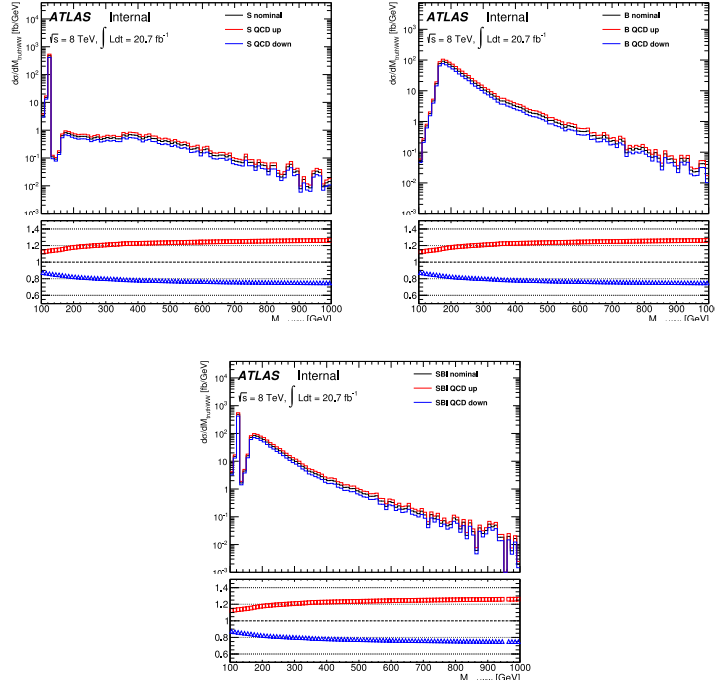 ATLAS Internal
√s = 8 TeV, ∫ Ldt = 20.7 fb⁻¹
S nominal
S QCD up
S QCD down
dσ/dM_truthWW [fb/GeV]
10⁴
10³
10²
10
1
10⁻¹
10⁻²
10⁻³
1.4
1.2
1
0.8
0.6
100 200 300 400 500 600 700 800 900 1000
[GeV]
ATLAS Internal
√s = 8 TeV, ∫ Ldt = 20.7 fb⁻¹
B nominal
B QCD up
B QCD down
dσ/dM_truthWW [fb/GeV]
10⁴
10³
10²
10
1
10⁻¹
10⁻²
10⁻³
1.4
1.2
1
0.8
0.6
100 200 300 400 500 600 700 800 900 1000
[GeV]
ATLAS Internal
√s = 8 TeV, ∫ Ldt = 20.7 fb⁻¹
SBI nominal
SBI QCD up
SBI QCD down
dσ/dM_truthWW [fb/GeV]
10⁴
10³
10²
10
1
10⁻¹
10⁻²
10⁻³
1.4
1.2
1
0.8
0.6
100 200 300 400 500 600 700 800 900 1000
[GeV]